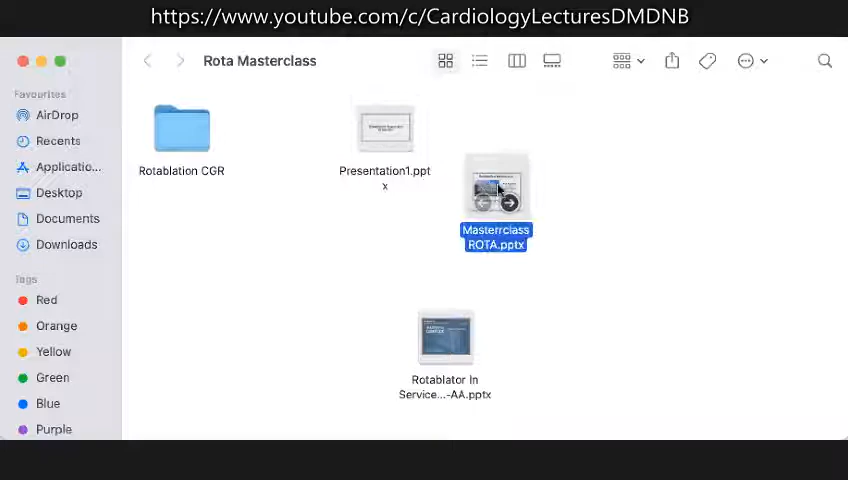 https://www.youtube.com/c/CardiologyLecturesDMDNB
Rota Masterclass
Favourites
AirDrop
Recents
Applicatio...
Desktop
Documents
Downloads
Tags
Red
Orange
Yellow
Green
Blue
Purple
Rotablation CGR
Presentation1.ppt
x
Masterrclass
ROTA.pptx
Rotablator In
Service...-AA.pptx